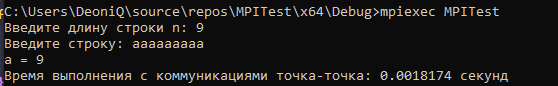 C:\Users\DeoniQ\source\repos\MPITest\x64\Debug>mpiexec MPITest
Введите длину строки n: 9
Введите строку: aaaaaaaaa
a = 9
Время выполнения с коммуникациями точка-точка: 0.0018174 секунд